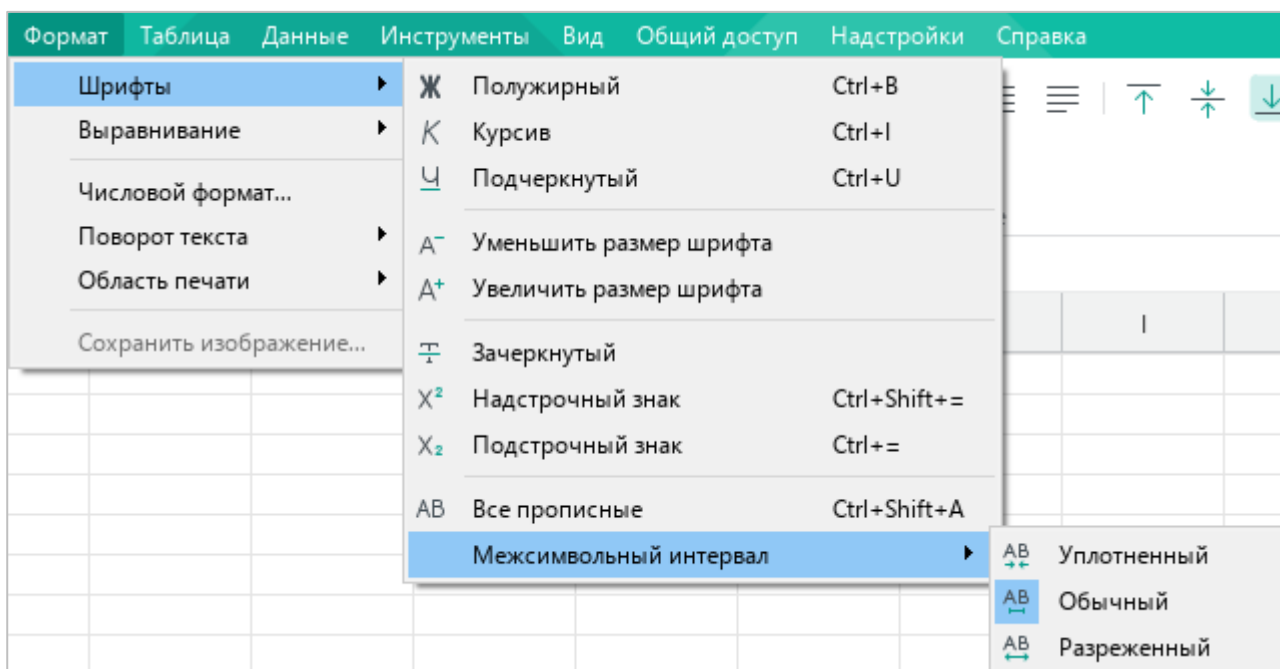 Формат Таблица Данные Инструменты Вид Общий доступ Надстройки Справка
Шрифты
Выравнивание
Числовой формат...
Поворот текста
Область печати
Сохранить изображение...
Ж Полужирный Ctrl+B
К Курсив Ctrl+I
Ч Подчеркнутый Ctrl+U
A⁻ Уменьшить размер шрифта
A⁺ Увеличить размер шрифта
T Зачеркнутый
X² Надстрочный знак Ctrl+Shift+=
X₂ Подстрочный знак Ctrl+=
AB Все прописные Ctrl+Shift+A
Межсимвольный интервал
AB Уплотненный
AB Обычный
AB Разреженный
I